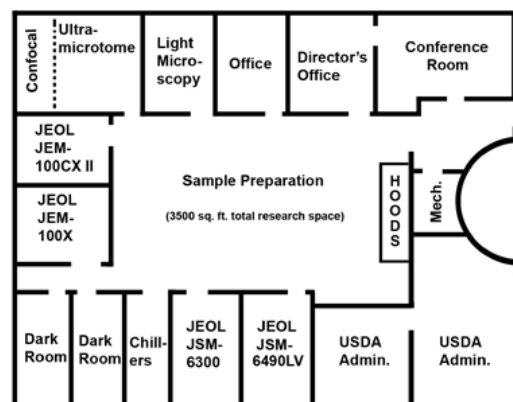 Confocal
Ultra-
microtome
Light
Micro-
scopy
Office
Director's
Office
Conference
Room
JEOL
JEM-
100CX II
JEOL
JEM-
100X
Sample Preparation
(3500 sq. ft. total research space)
HOODS
Mech.
Dark
Room
Dark
Room
Chill-
ers
JEOL
JSM-
6300
JEOL
JSM-
6490LV
USDA
Admin.
USDA
Admin.